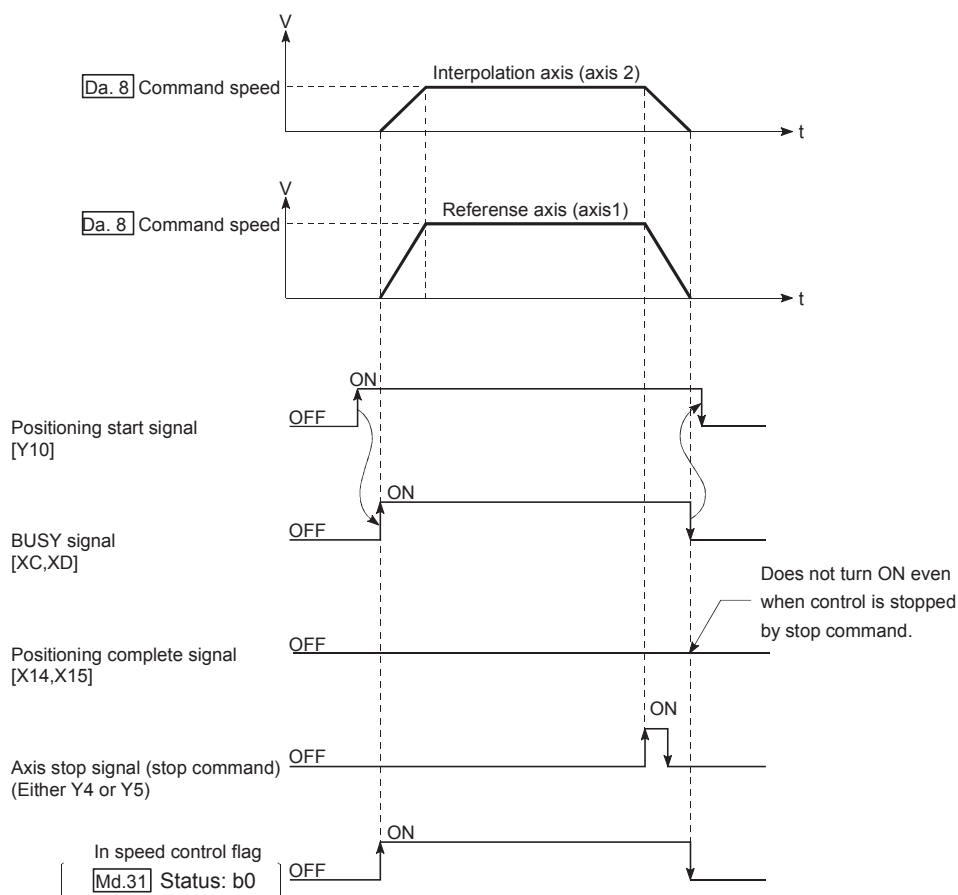 V
Interpolation axis (axis 2)
Da. 8 Command speed
t
V
Referense axis (axis1)
Da. 8 Command speed
t
ON
OFF
Positioning start signal
[Y10]
ON
OFF
BUSY signal
[XC,XD]
Does not turn ON even
when control is stopped
by stop command.
OFF
Positioning complete signal
[X14,X15]
ON
OFF
Axis stop signal (stop command)
(Either Y4 or Y5)
ON
In speed control flag
OFF
Md.31 Status: b0